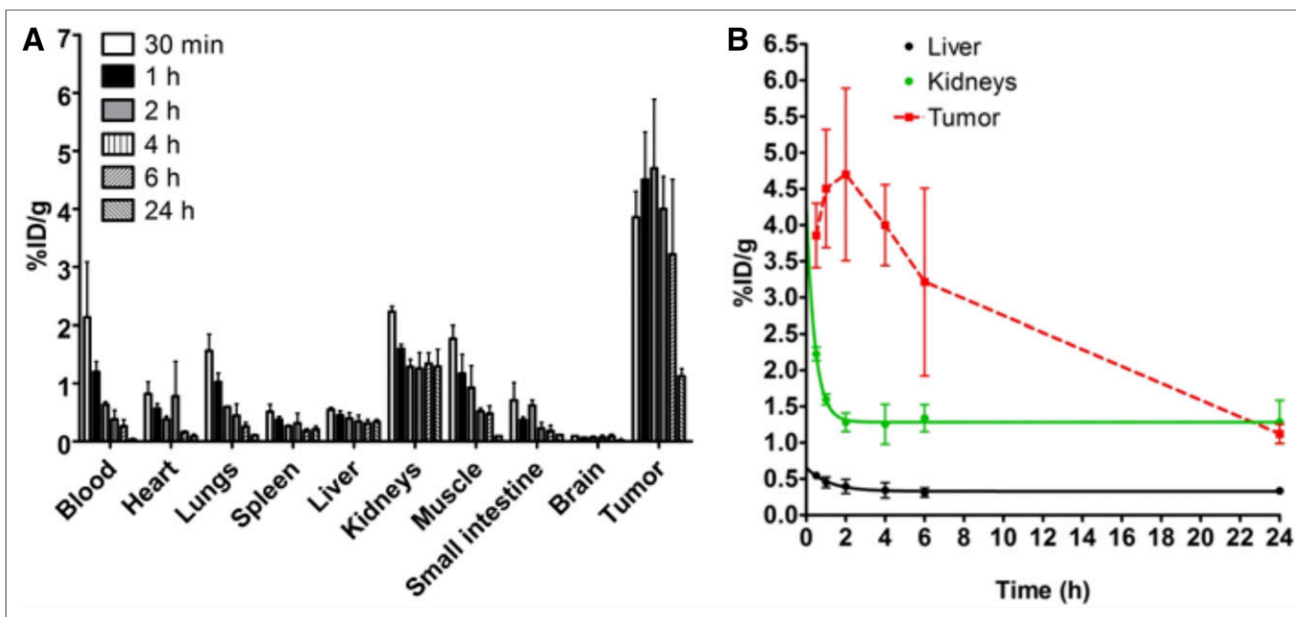 A
7
6
5
4
3
2
1
0
%ID/g
30 min
1 h
2 h
4 h
6 h
24 h
Blood
Heart
Lungs
Spleen
Liver
Kidneys
Muscle
Small intestine
Brain
Tumor
B
6.5
6.0
5.5
5.0
4.5
4.0
3.5
3.0
2.5
2.0
1.5
1.0
0.5
0.0
%ID/g
Liver
Kidneys
Tumor
0 2 4 6 8 10 12 14 16 18 20 22 24
Time (h)